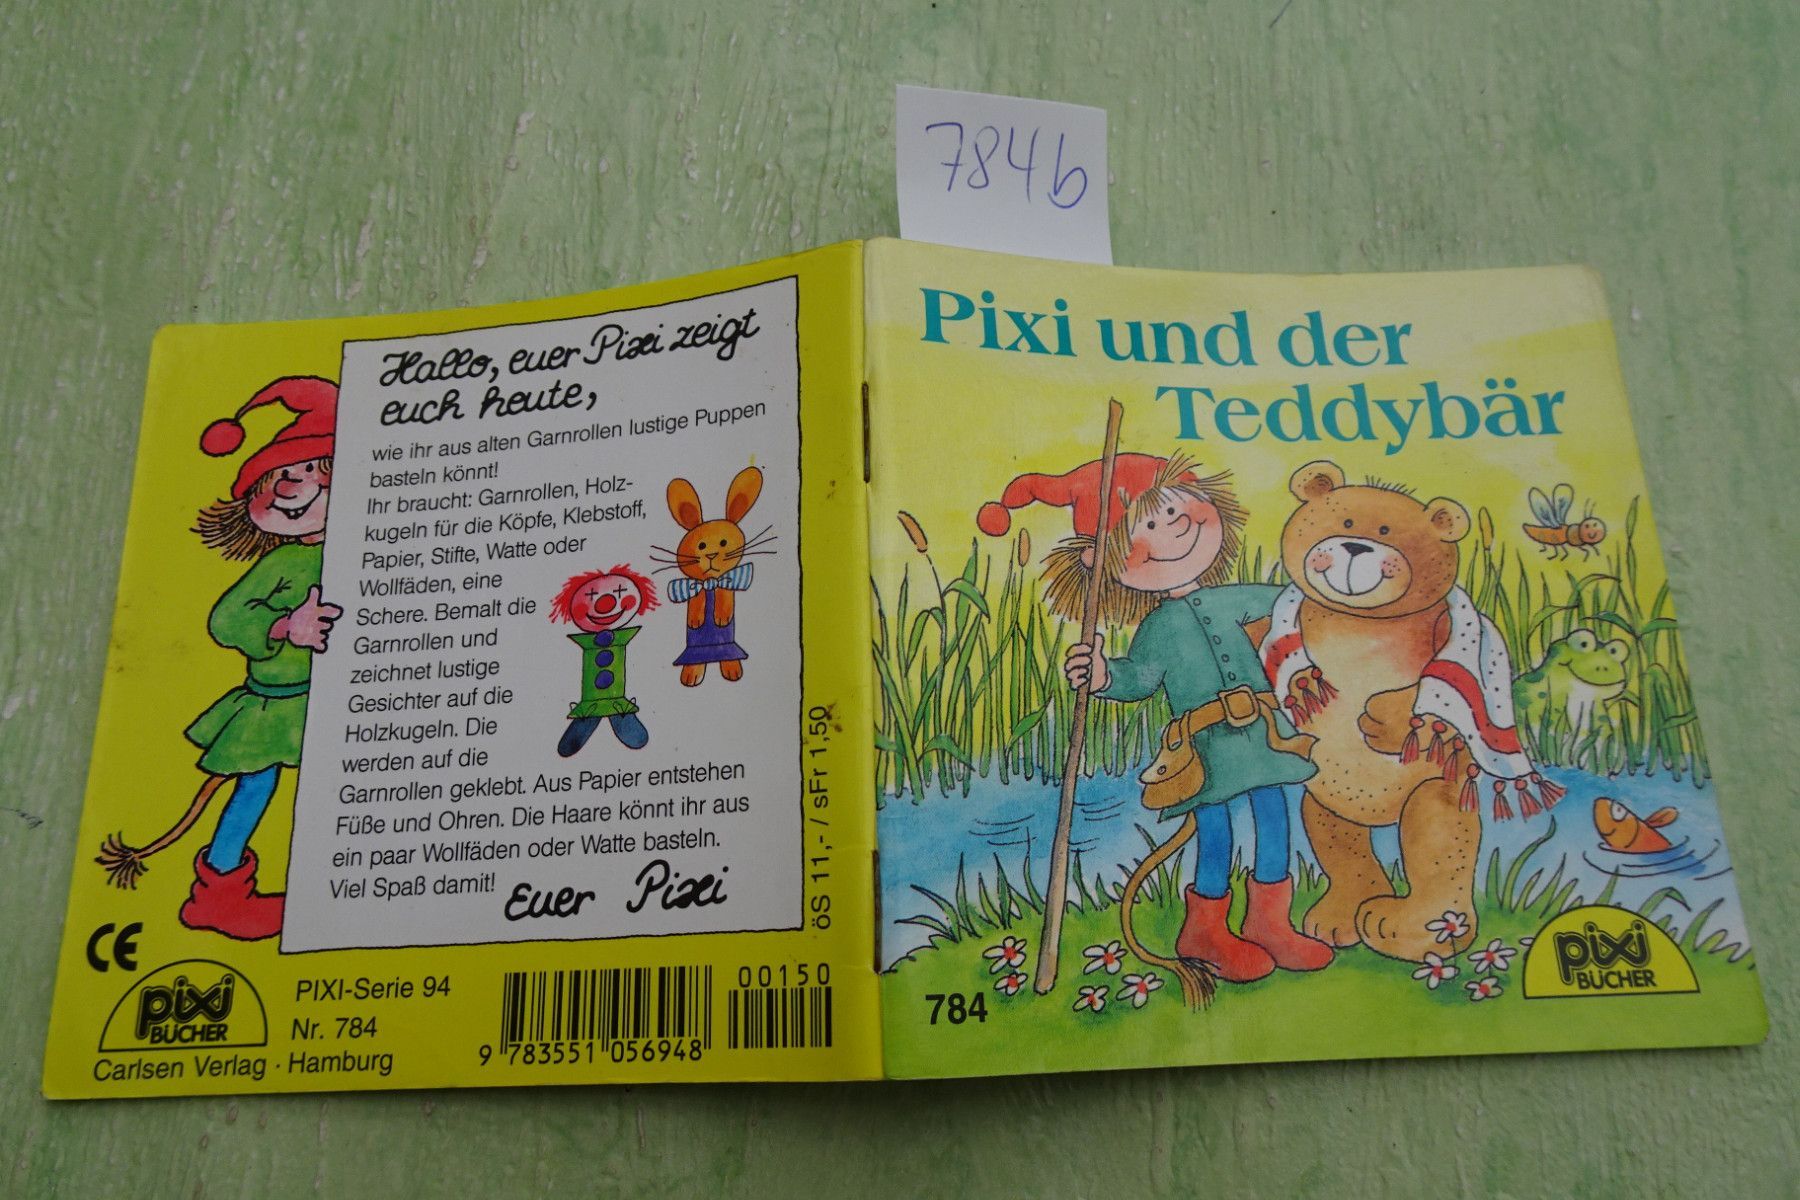 784b
Hallo, euer Pixi zeigt
euch heute,
wie ihr aus alten Garnrollen lustige Puppen
basteln könnt!
Ihr braucht: Garnrollen, Holz-
kugeln für die Köpfe, Klebstoff,
Papier, Stifte, Watte oder
Wollfäden, eine
Schere. Bemalt die
Garnrollen und
zeichnet lustige
Gesichter auf die
Holzkugeln. Die
werden auf die
Garnrollen geklebt. Aus Papier entstehen
Füße und Ohren. Die Haare könnt ihr aus
ein paar Wollfäden oder Watte basteln.
Viel Spaß damit!
Euer Pixi
öS 11,- / sFr 1,50
CE
pixi
BÜCHER
PIXI-Serie 94
Nr. 784
Carlsen Verlag · Hamburg
00150
9 783551 056948
Pixi und der
Teddybär
784
pixi
BÜCHER